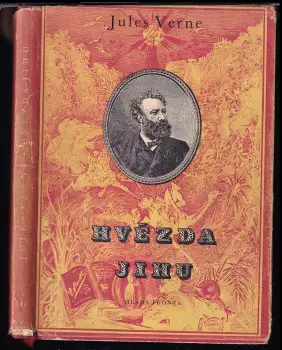 Jules Verne
HVĚZDA
JIHU
MLADÁ FRONTA